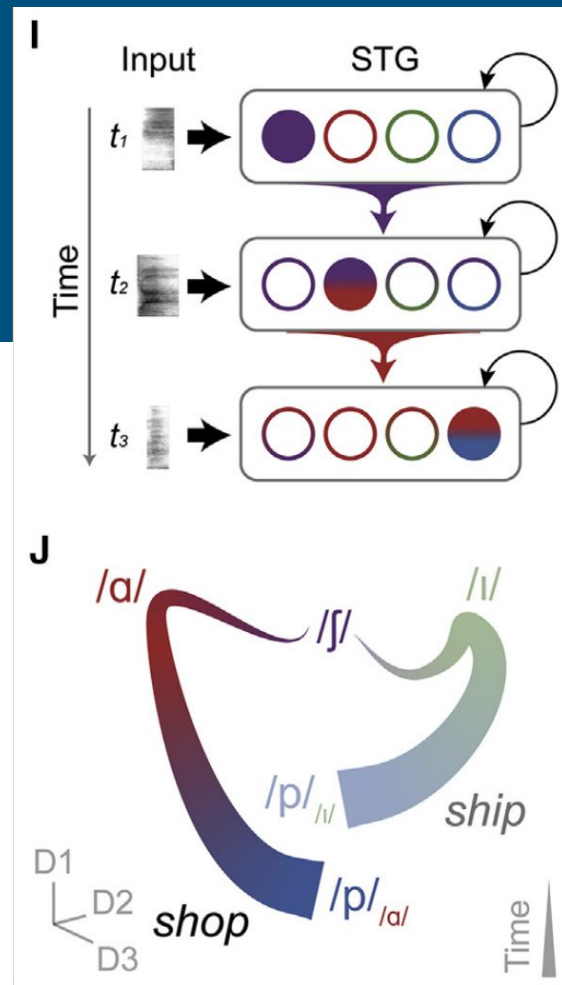 I
Input STG
Time
t1
t2
t3
J
/ɑ/ /ʃ/ /ɪ/
/p/ /ɪ/
ship
D1
D2
D3
shop
/p/ /ɑ/
Time